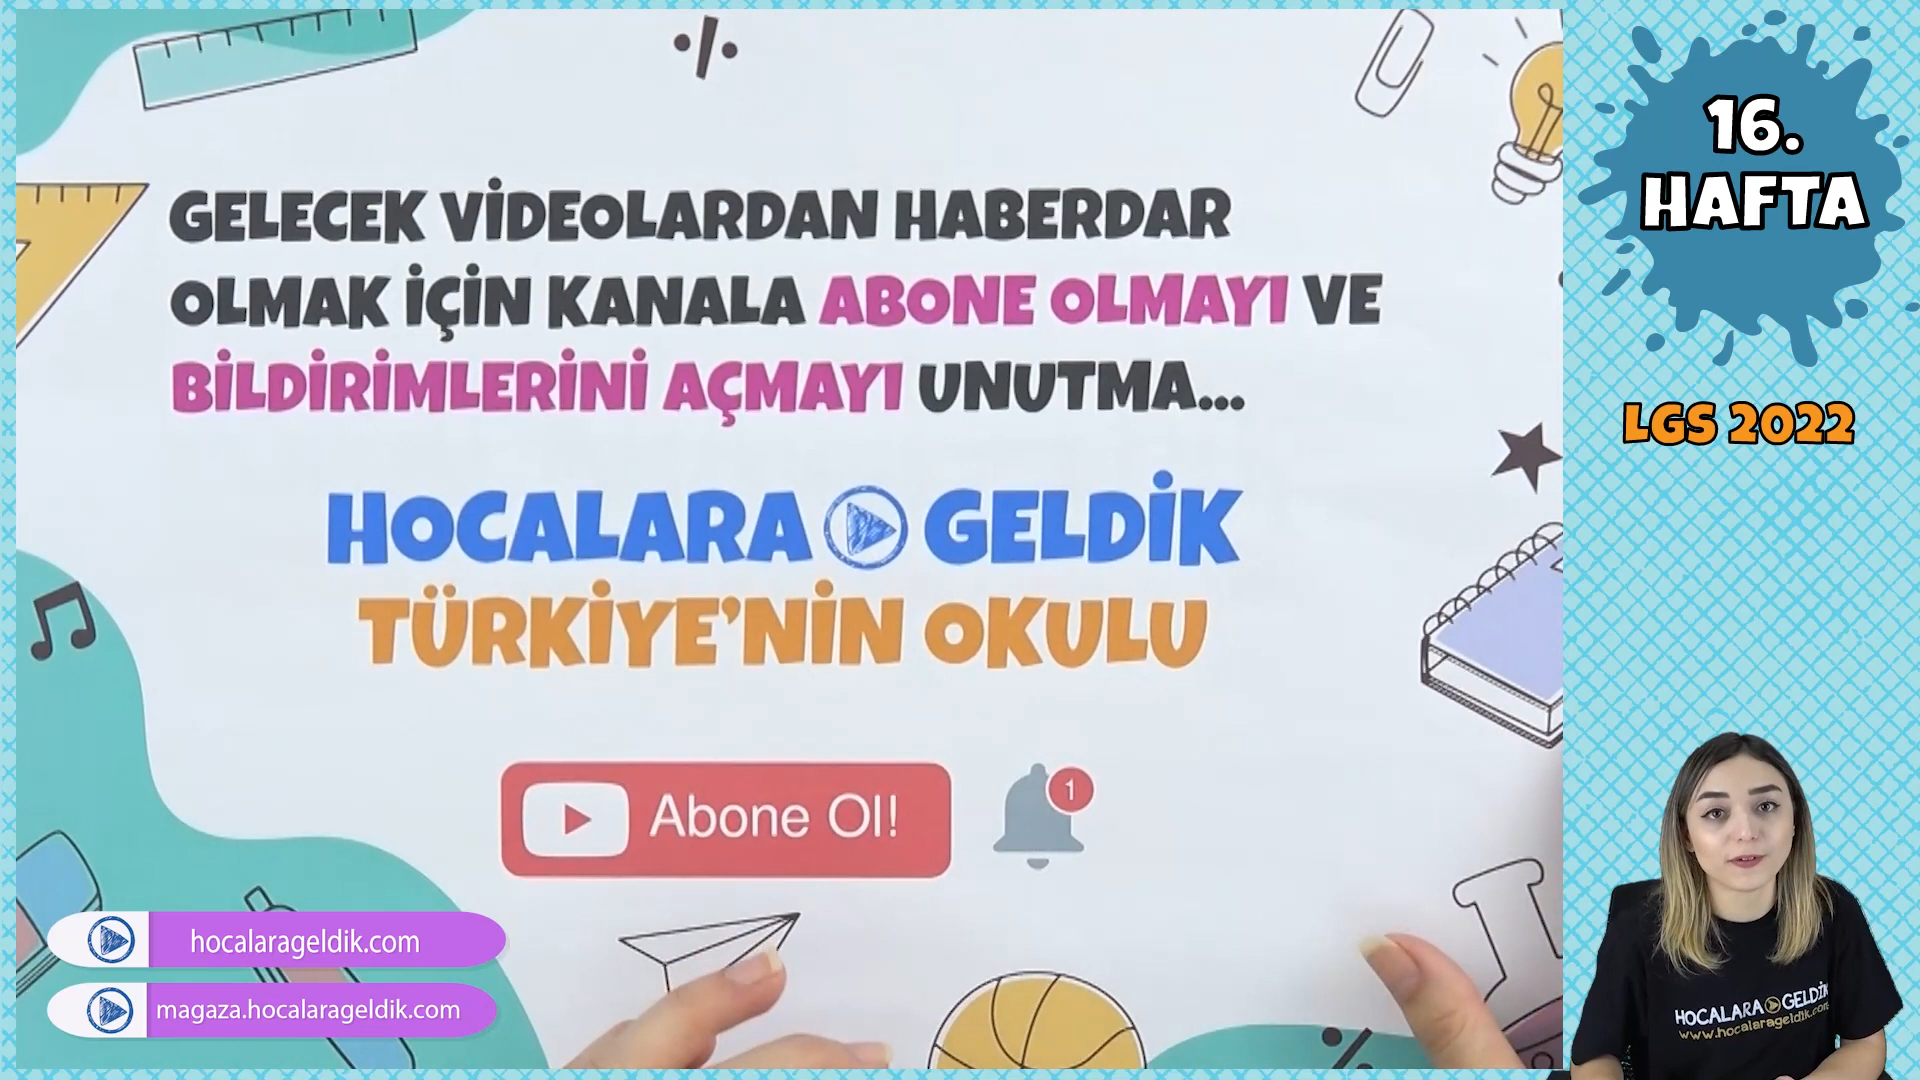 GELECEK VİDEOLARDAN HABERDAR
OLMAK İÇİN KANALA ABONE OLMAYI VE
BİLDİRİMLERİNİ AÇMAYI UNUTMA...
HOCALARA GELDİK
TÜRKİYE'NİN OKULU
Abone Ol!
1
hocalarageldik.com
magaza.hocalarageldik.com
16.
HAFTA
LGS 2022
HOCALARA GELDİK
www.hocalarageldik.com